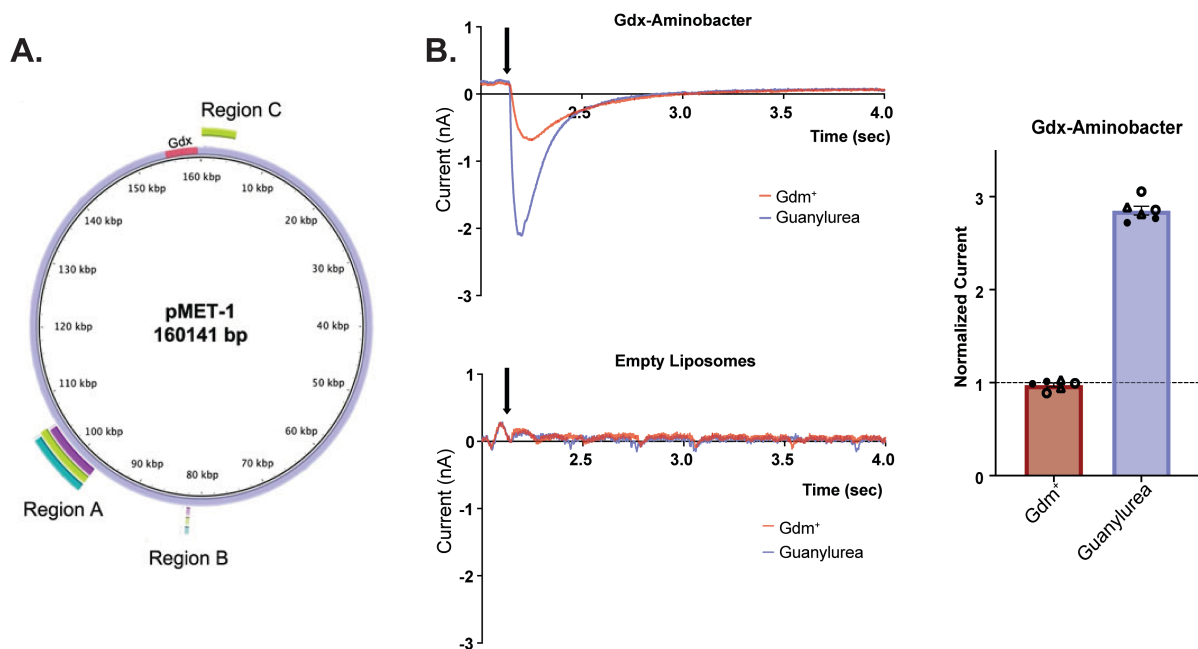 A.
Region C
Gdx
160 kbp
10 kbp
20 kbp
30 kbp
40 kbp
50 kbp
60 kbp
70 kbp
80 kbp
90 kbp
100 kbp
110 kbp
120 kbp
130 kbp
140 kbp
150 kbp
pMET-1
160141 bp
Region A
Region B
B.
Gdx-Aminobacter
Current (nA)
1
0
-1
-2
-3
2.5
3.0
3.5
4.0
Time (sec)
Gdm⁺
Guanylurea
Empty Liposomes
Current (nA)
1
0
-1
-2
-3
2.5
3.0
3.5
4.0
Time (sec)
Gdm⁺
Guanylurea
Gdx-Aminobacter
Normalized Current
3
2
1
0
Gdm⁺
Guanylurea